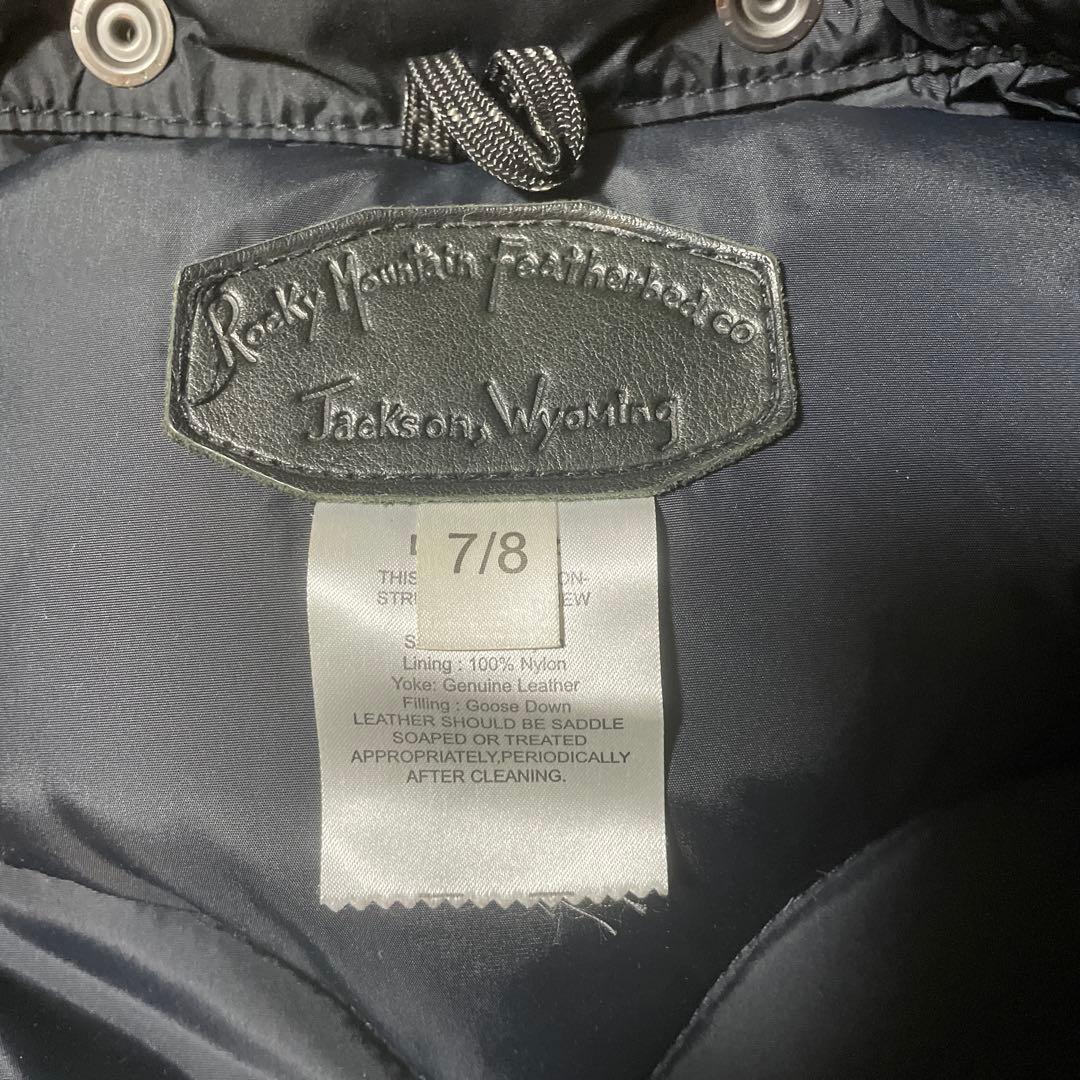 Rocky Mountain Featherbed co
Jackson, Wyoming
7/8
Lining : 100% Nylon
Yoke: Genuine Leather
Filling : Goose Down
LEATHER SHOULD BE SADDLE
SOAPED OR TREATED
APPROPRIATELY,PERIODICALLY
AFTER CLEANING.